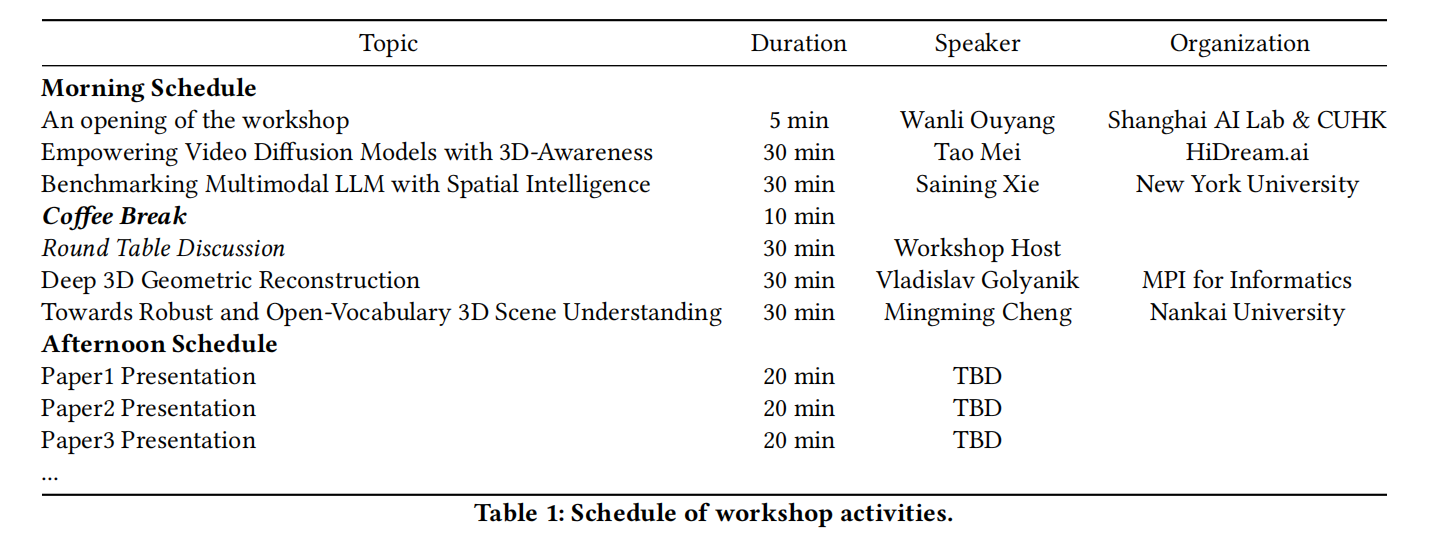 Topic Duration Speaker Organization
Morning Schedule
An opening of the workshop 5 min Wanli Ouyang Shanghai AI Lab & CUHK
Empowering Video Diffusion Models with 3D-Awareness 30 min Tao Mei HiDream.ai
Benchmarking Multimodal LLM with Spatial Intelligence 30 min Saining Xie New York University
Coffee Break 10 min
Round Table Discussion 30 min Workshop Host
Deep 3D Geometric Reconstruction 30 min Vladislav Golyanik MPI for Informatics
Towards Robust and Open-Vocabulary 3D Scene Understanding 30 min Mingming Cheng Nankai University
Afternoon Schedule
Paper1 Presentation 20 min TBD
Paper2 Presentation 20 min TBD
Paper3 Presentation 20 min TBD
...
Table 1: Schedule of workshop activities.